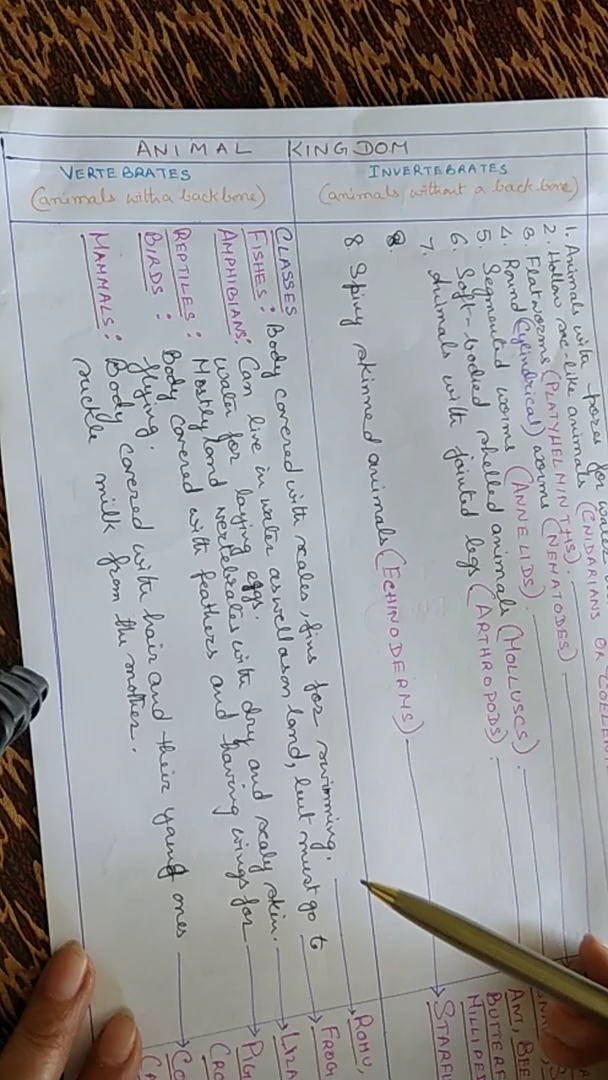 ANIMAL KINGDOM
INVERTEBRATES
(animals without a back bone)
1. Animals with pores for
2. Hollow sac-like animals (CNIDARIANS OR
3. Flatworms (PLATYHELMINTHS).
4. Round (Cylindrical) worms (NEMATODES)
5. Segmented worms (ANNELIDS).
6. Soft-bodied shelled animals (MOLLUSCS).
7. Animals with jointed legs (ARTHROPODS).
8.
8 Spiny skinned animals (ECHINODERMS)
ANT, BEE
BUTTERF
MILLIPED
STARFI
VERTEBRATES
(animals with a back bone)
CLASSES
FISHES: Body covered with scales, fins for swimming. ROHU,
AMPHIBIANS: Can live in water as well as on land, but must go to FROG
water for laying eggs.
REPTILES: Mostly land vertebrates with dry and scaly skin. LIZA
BIRDS: Body covered with feathers and having wings for PIG
flying. CRO
MAMMALS: Body covered with hair and their young ones CO
suckle milk from the mother. CA